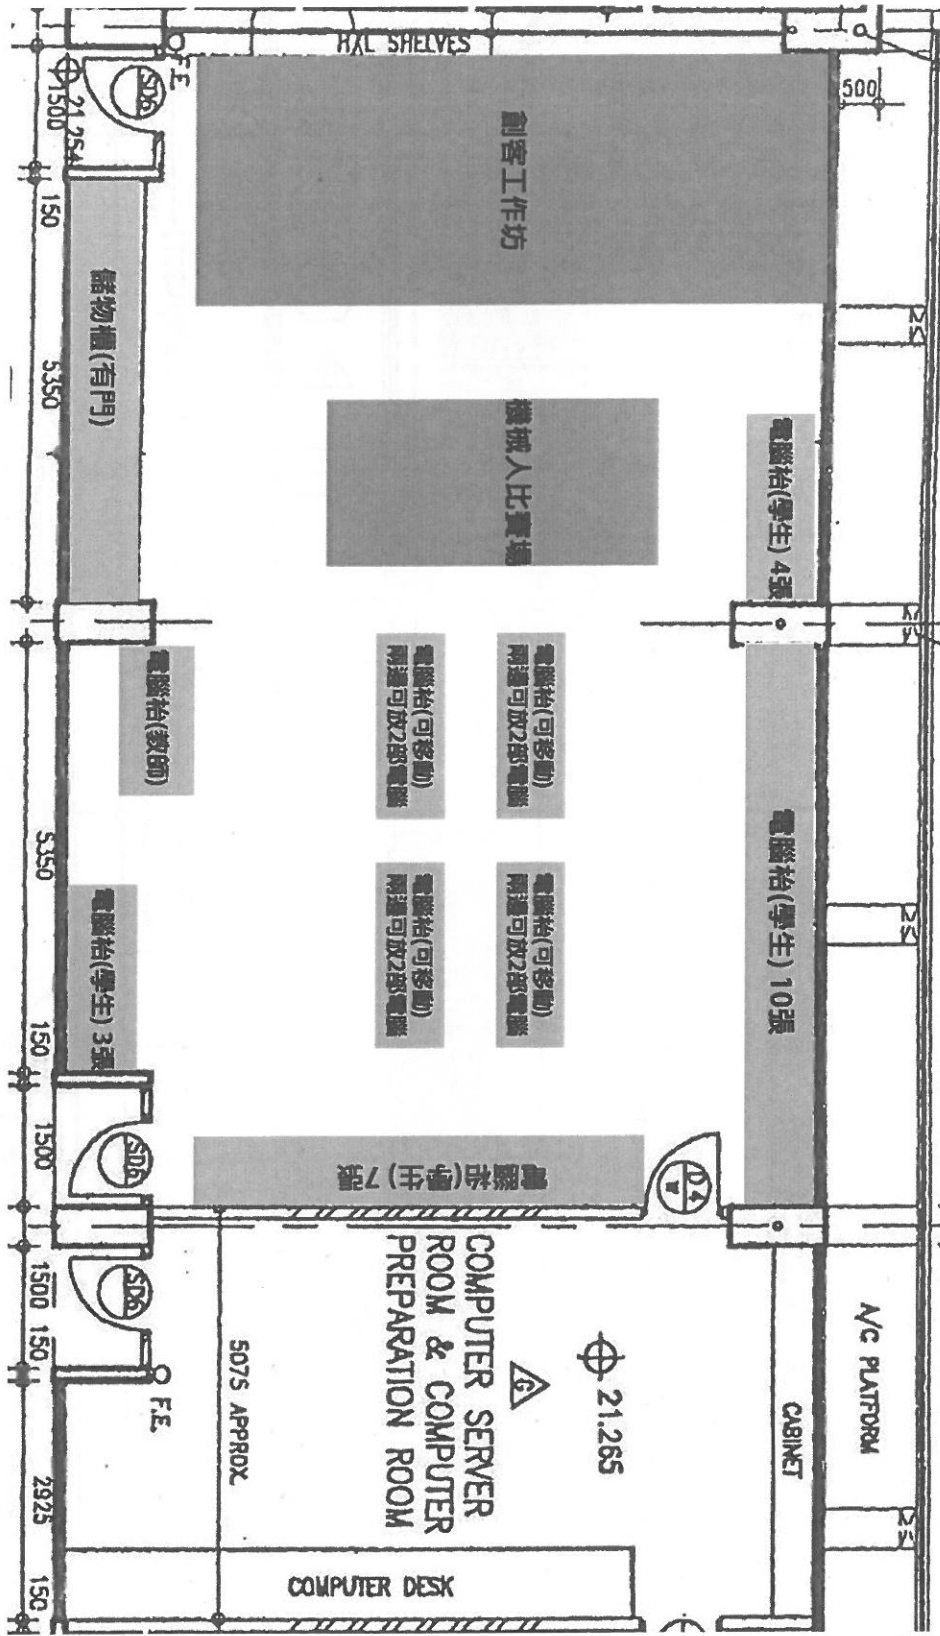 HXL SHELVES
F.E.
SD6
21.254
1500
500
創客工作坊
150
儲物櫃(有門)
5350
機械人比賽場
電腦枱(學生) 4張
電腦枱(教師)
電腦枱(可移動)
兩邊可放2部電腦
電腦枱(可移動)
兩邊可放2部電腦
電腦枱(學生) 10張
5350
電腦枱(學生) 3張
電腦枱(可移動)
兩邊可放2部電腦
電腦枱(可移動)
兩邊可放2部電腦
150
1500
SD6
電腦枱(學生) 7張
D4
W
1500
SD6
150
F.E.
5075 APPROX.
COMPUTER SERVER
ROOM & COMPUTER
PREPARATION ROOM
G
21.265
CABINET
A/C PLATFORM
2925
150
COMPUTER DESK